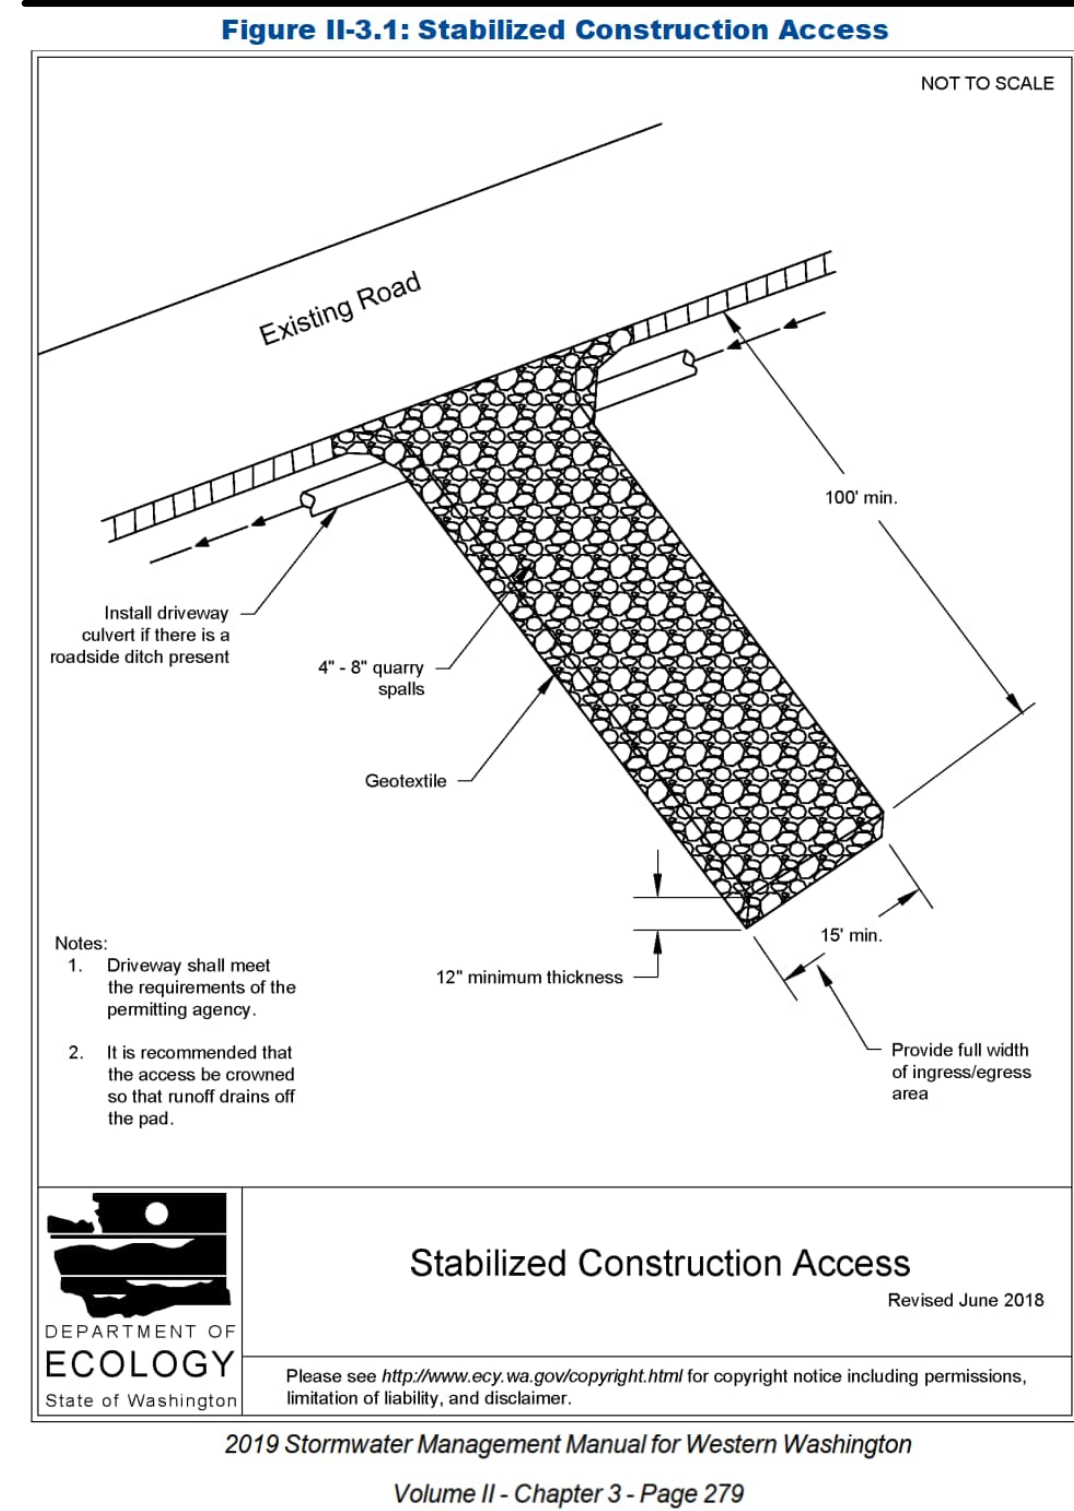 Figure II-3.1: Stabilized Construction Access
NOT TO SCALE
Existing Road
100' min.
Install driveway
culvert if there is a
roadside ditch present
4" - 8" quarry
spalls
Geotextile
15' min.
12" minimum thickness
Provide full width
of ingress/egress
area
Notes:
1. Driveway shall meet
the requirements of the
permitting agency.
2. It is recommended that
the access be crowned
so that runoff drains off
the pad.
DEPARTMENT OF
ECOLOGY
State of Washington
Stabilized Construction Access
Revised June 2018
Please see http://www.ecy.wa.gov/copyright.html for copyright notice including permissions,
limitation of liability, and disclaimer.
2019 Stormwater Management Manual for Western Washington
Volume II - Chapter 3 - Page 279